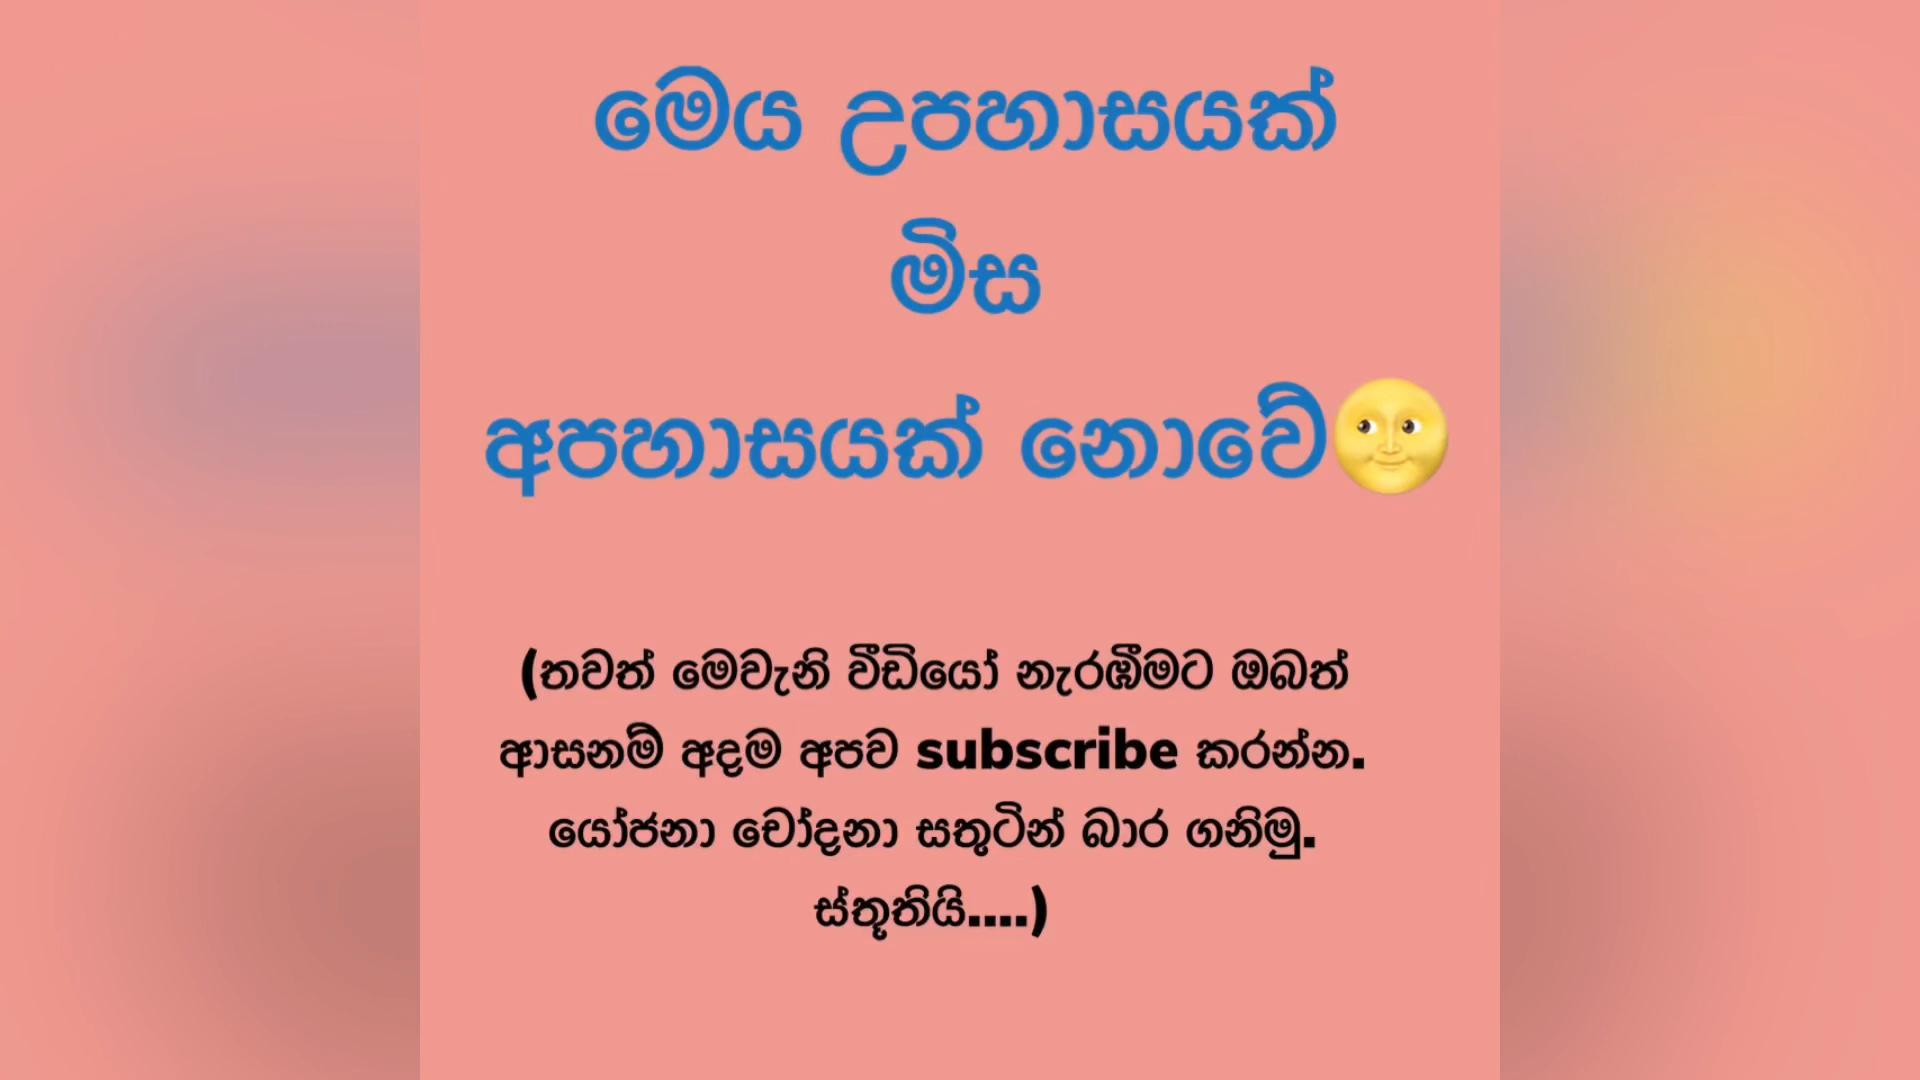 මෙය උපහාසයක්
මිස
අපහාසයක් නොවේ🌝
(තවත් මෙවැනි වීඩියෝ නැරඹීමට ඔබත්
ආසනම් අදම අපව subscribe කරන්න.
යෝජනා චෝදනා සතුටින් බාර ගනිමු.
ස්තූතියි....)